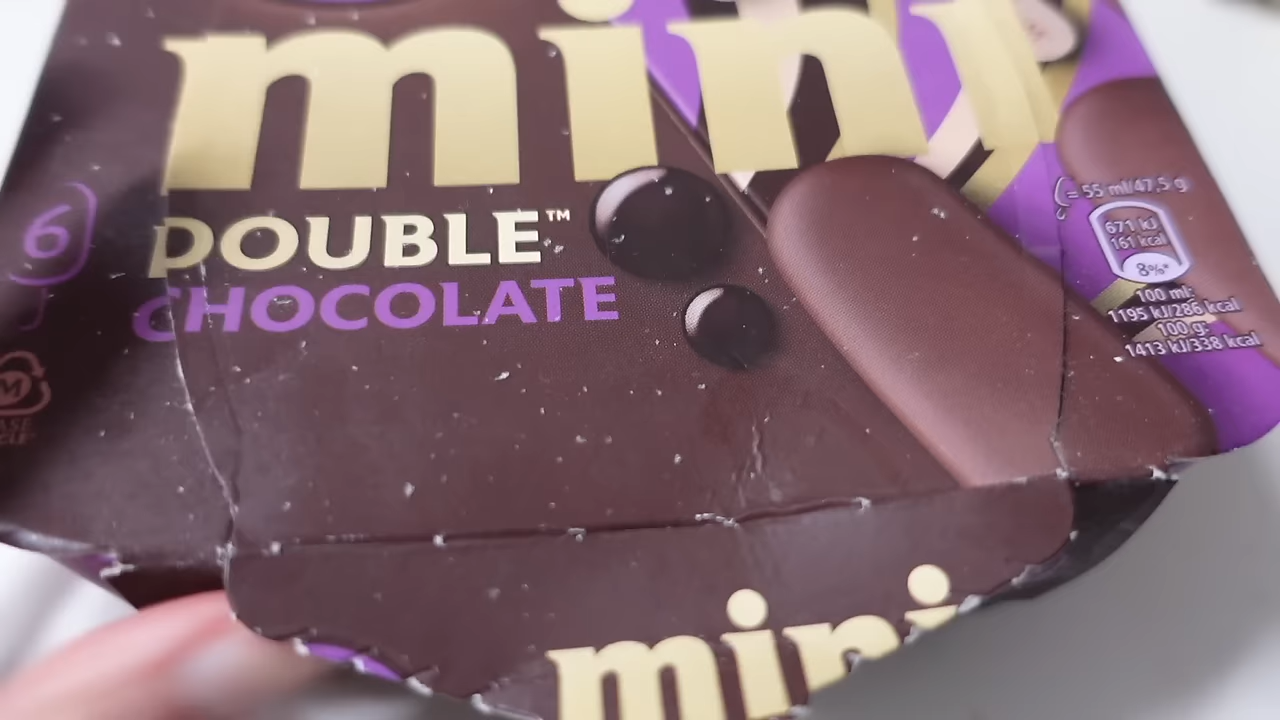 mini
DOUBLE™
CHOCOLATE
6
= 55 ml/47,5 g
671 kJ
161 kcal
8%*
100 ml:
1195 kJ/286 kcal
100 g:
1413 kJ/338 kcal
M
mini